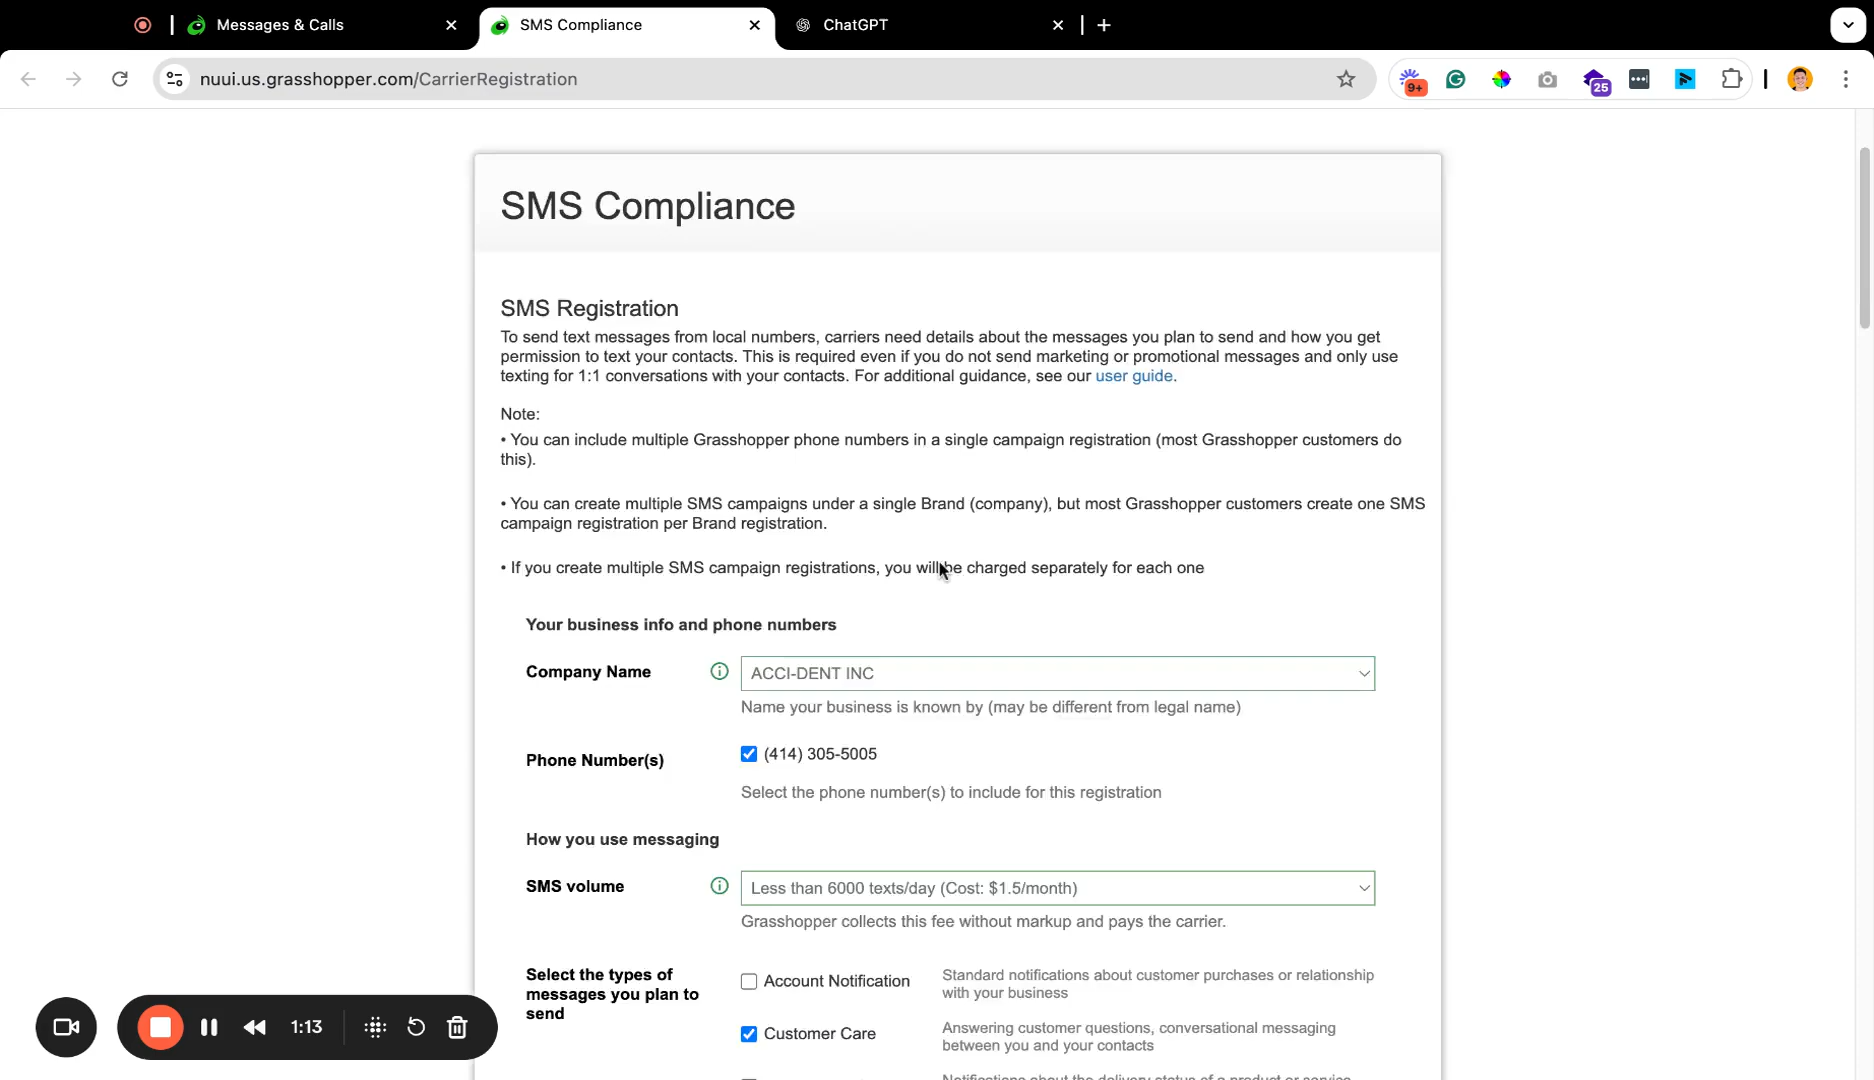 Messages & Calls
SMS Compliance
ChatGPT
nuui.us.grasshopper.com/CarrierRegistration
9+
25
SMS Compliance
SMS Registration
To send text messages from local numbers, carriers need details about the messages you plan to send and how you get
permission to text your contacts. This is required even if you do not send marketing or promotional messages and only use
texting for 1:1 conversations with your contacts. For additional guidance, see our user guide.
Note:
• You can include multiple Grasshopper phone numbers in a single campaign registration (most Grasshopper customers do
this).
• You can create multiple SMS campaigns under a single Brand (company), but most Grasshopper customers create one SMS
campaign registration per Brand registration.
• If you create multiple SMS campaign registrations, you will be charged separately for each one
Your business info and phone numbers
Company Name
ACCI-DENT INC
Name your business is known by (may be different from legal name)
Phone Number(s)
(414) 305-5005
Select the phone number(s) to include for this registration
How you use messaging
SMS volume
Less than 6000 texts/day (Cost: $1.5/month)
Grasshopper collects this fee without markup and pays the carrier.
Select the types of
messages you plan to
send
Account Notification
Standard notifications about customer purchases or relationship
with your business
Customer Care
Answering customer questions, conversational messaging
between you and your contacts
Notifications about the delivery status of a product or service
1:13